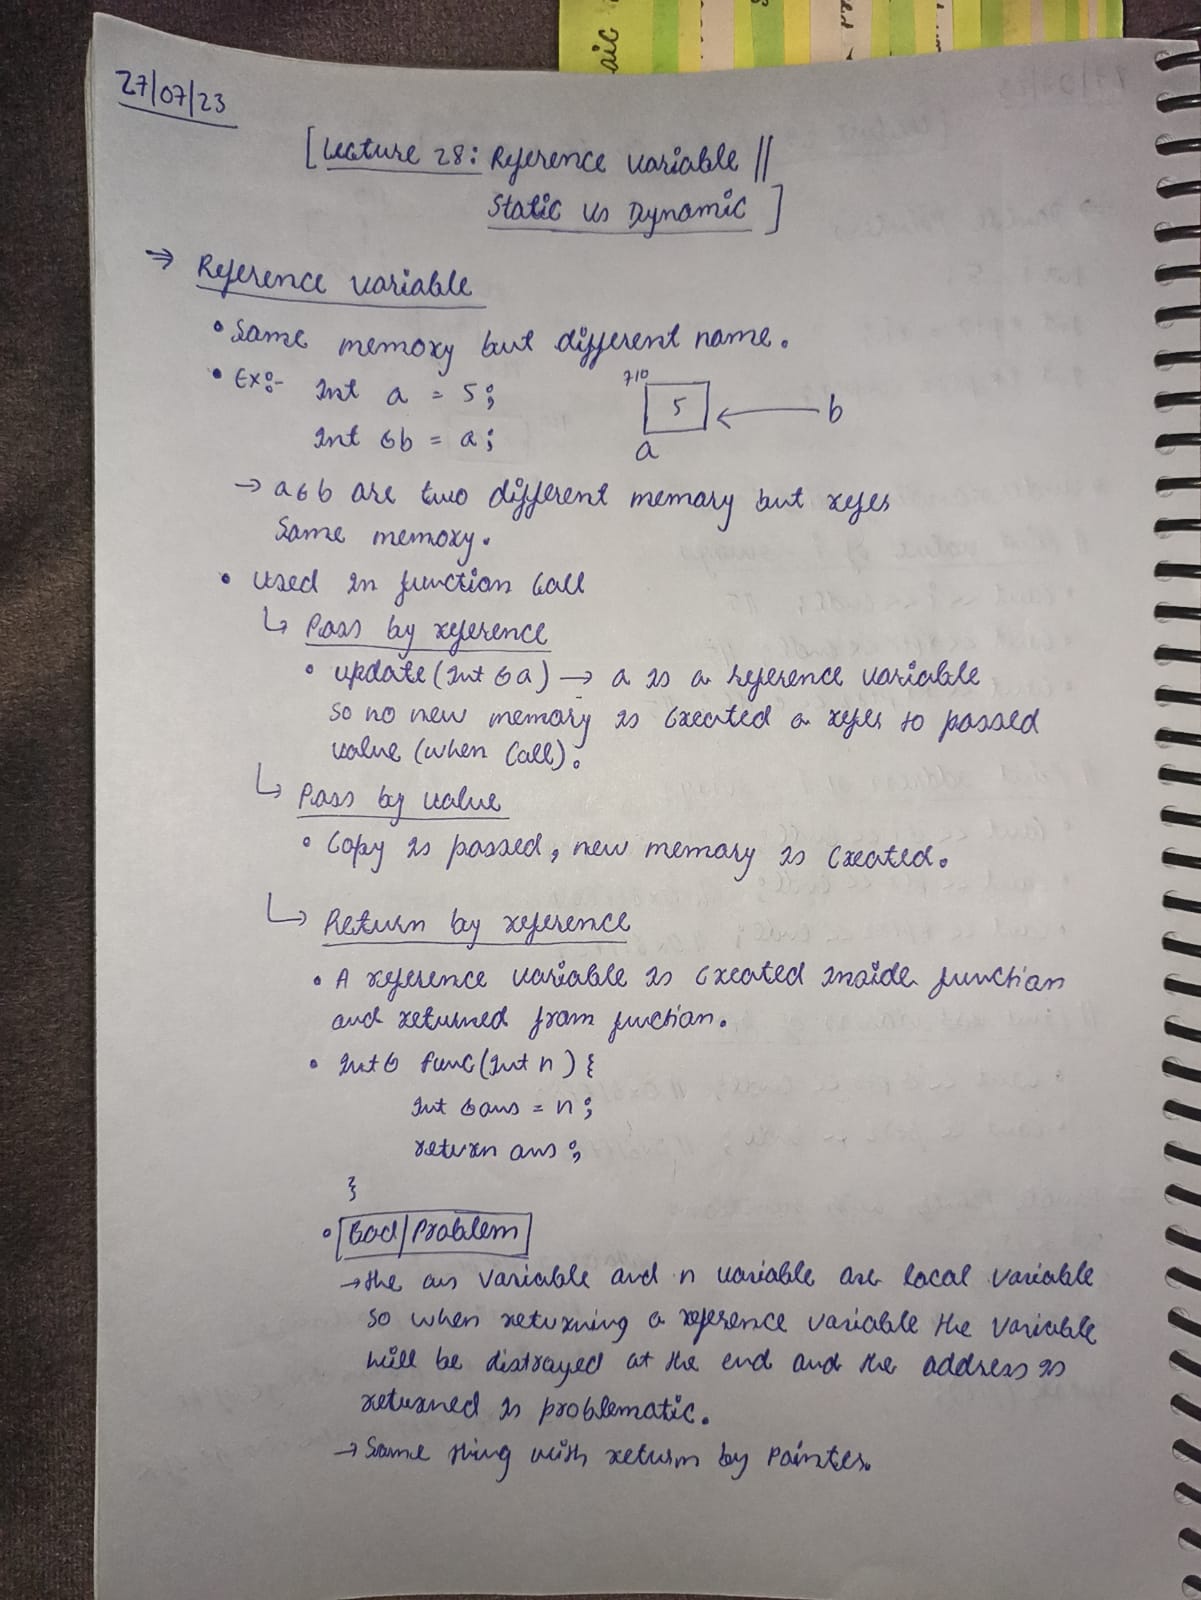 aic
27/07/23
[Lecture 28: Reference variable ||
Static vs Dynamic]
⇒ Reference variable
• Same memory but different name.
• Ex:- int a = 5;
710
5
b
int &b = a;
a
→ a & b are two different memory but refers
Same memory.
• Used in function Call
↳ Pass by reference
• update(int &a) → a is a reference variable
so no new memory is created a refers to passed
value (when Call).
↳ Pass by value
• Copy is passed, new memory is created.
↳ Return by reference
• A reference variable is created inside function
and returned from function.
• int& func(int n) {
int &ans = n;
return ans;
}
• Bad/Problem
→ the ans variable and n variable are local variable
so when returning a reference variable the variable
will be distrayed at the end and the address is
returned is problematic.
→ Same thing with return by pointer.